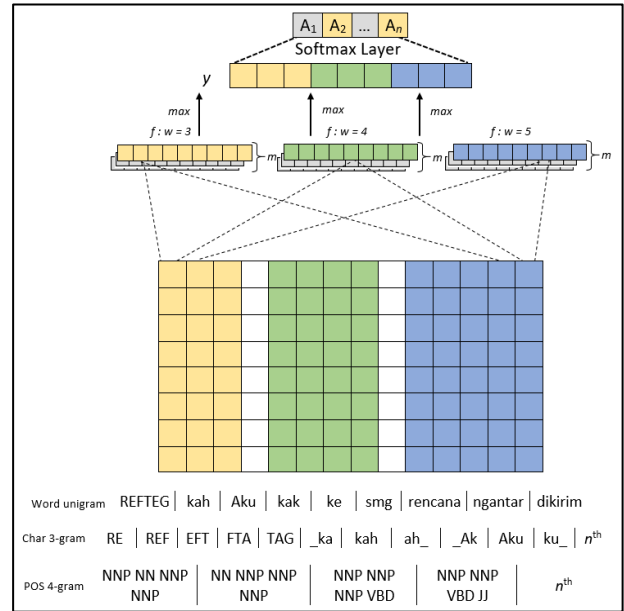 A1 A2 ... An
Softmax Layer
y
max max max
f : w = 3 f : w = 4 f : w = 5
m m m
Word unigram REFTEG kah Aku kak ke smg rencana ngantar dikirim
Char 3-gram RE REF EFT FTA TAG _ka kah ah_ _Ak Aku ku_ nth
POS 4-gram NNP NN NNP NN NNP NNP NNP NNP NNP NNP nth
NNP NNP NNP VBD VBD JJ